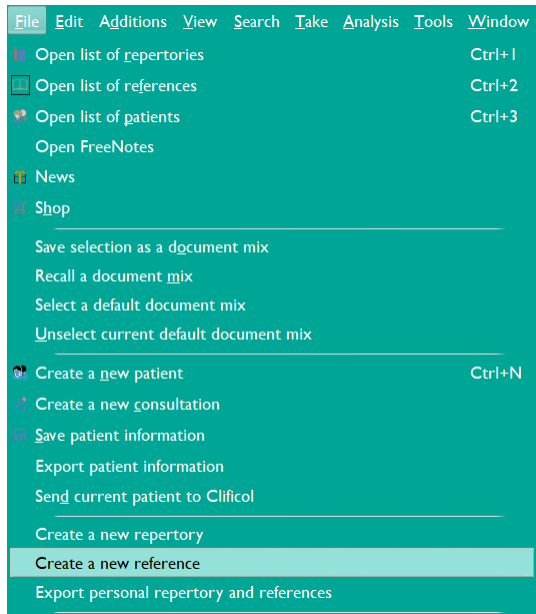 File Edit Additions View Search Take Analysis Tools Window
Open list of repertories Ctrl+1
Open list of references Ctrl+2
Open list of patients Ctrl+3
Open FreeNotes
News
Shop
Save selection as a document mix
Recall a document mix
Select a default document mix
Unselect current default document mix
Create a new patient Ctrl+N
Create a new consultation
Save patient information
Export patient information
Send current patient to Clificol
Create a new repertory
Create a new reference
Export personal repertory and references